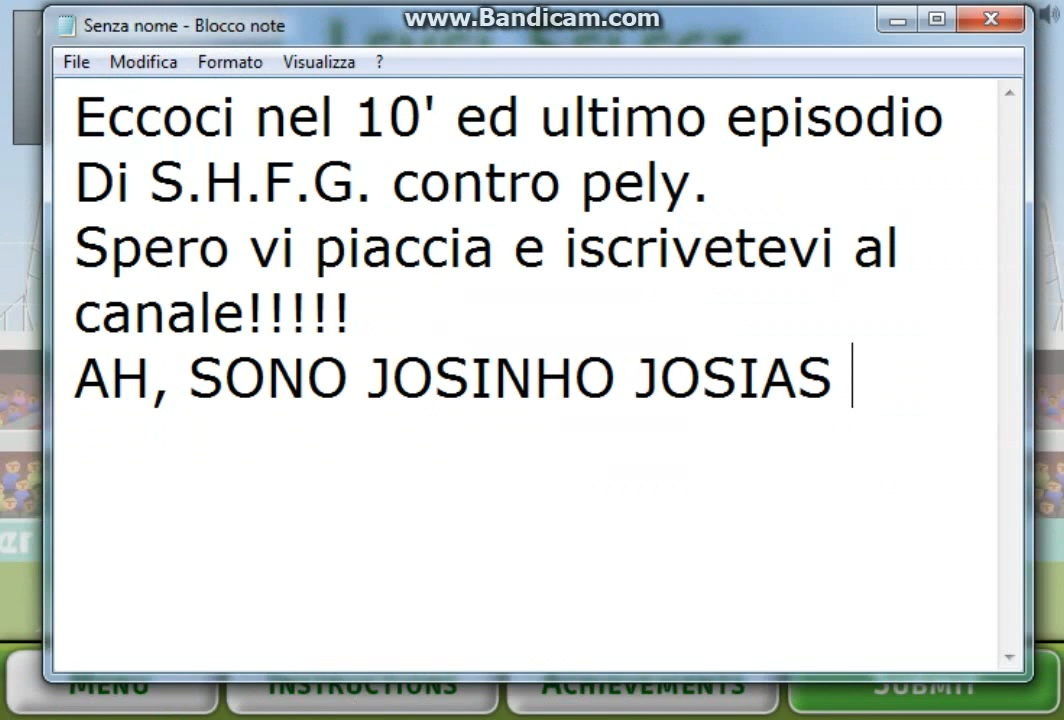 www.Bandicam.com
Senza nome - Blocco note
File Modifica Formato Visualizza ?
Eccoci nel 10' ed ultimo episodio
Di S.H.F.G. contro pely.
Spero vi piaccia e iscrivetevi al
canale!!!!!
AH, SONO JOSINHO JOSIAS
MENU INSTRUCTIONS ACHIEVEMENTS SUBMIT